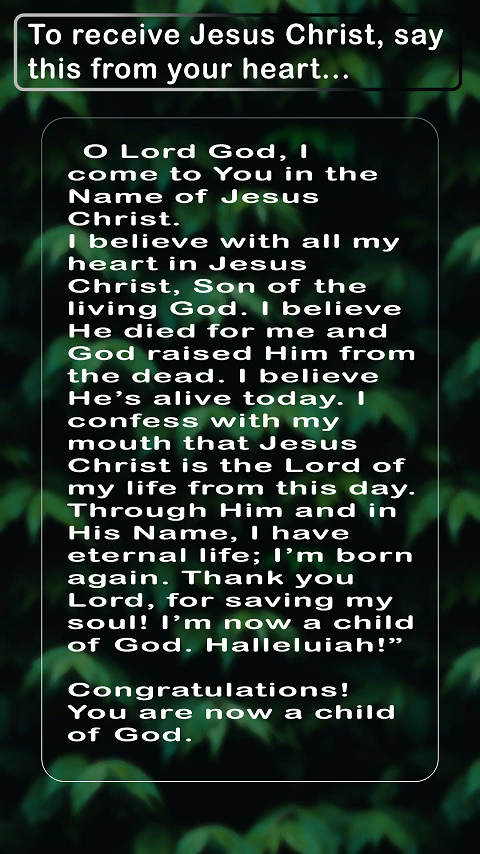 To receive Jesus Christ, say
this from your heart...
O Lord God, I
come to You in the
Name of Jesus
Christ.
I believe with all my
heart in Jesus
Christ, Son of the
living God. I believe
He died for me and
God raised Him from
the dead. I believe
He’s alive today. I
confess with my
mouth that Jesus
Christ is the Lord of
my life from this day.
Through Him and in
His Name, I have
eternal life; I’m born
again. Thank you
Lord, for saving my
soul! I’m now a child
of God. Halleluiah!”
Congratulations!
You are now a child
of God.